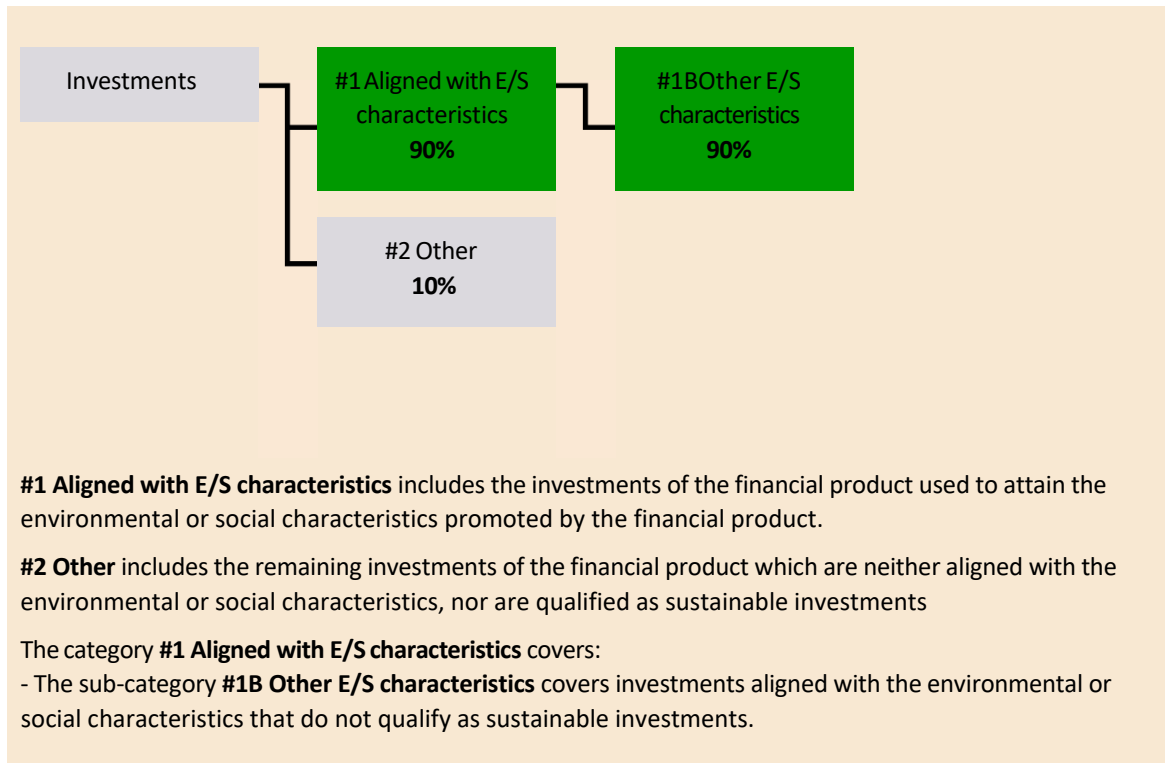 Investments
#1 Aligned with E/S
characteristics
90%
#1BOther E/S
characteristics
90%
#2 Other
10%
#1 Aligned with E/S characteristics includes the investments of the financial product used to attain the
environmental or social characteristics promoted by the financial product.
#2 Other includes the remaining investments of the financial product which are neither aligned with the
environmental or social characteristics, nor are qualified as sustainable investments
The category #1 Aligned with E/S characteristics covers:
- The sub-category #1B Other E/S characteristics covers investments aligned with the environmental or
social characteristics that do not qualify as sustainable investments.